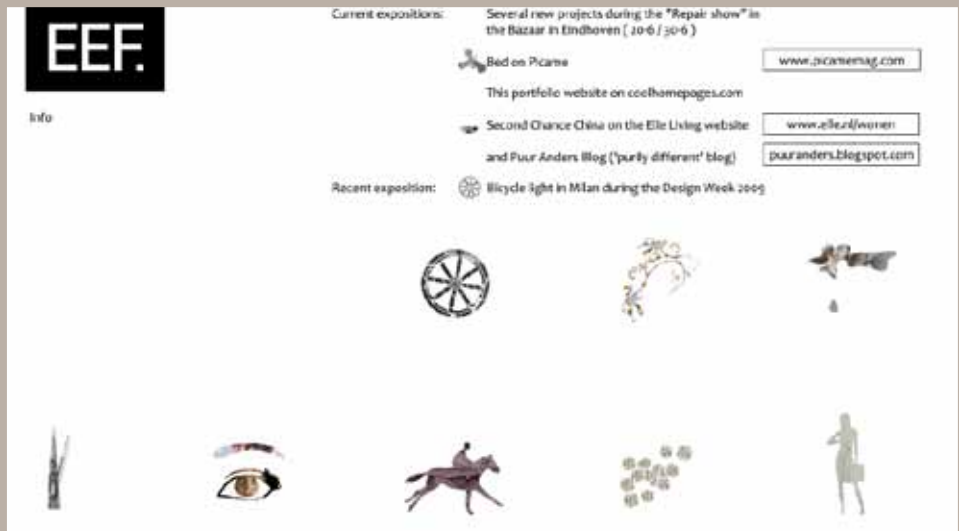 EEF.
Info
Current expositions:
Several new projects during the "Repair show" in
the Bazaar in Eindhoven ( 20-6 / 30-6 )
Bed on Picame
www.picamemag.com
This portfolio website on coolhomepages.com
Second Chance China on the Elle Living website
www.elle.nl/wonen
and Puur Anders Blog ('purily different' blog)
puuranders.blogspot.com
Recent exposition:
Bicycle light in Milan during the Design Week 2009